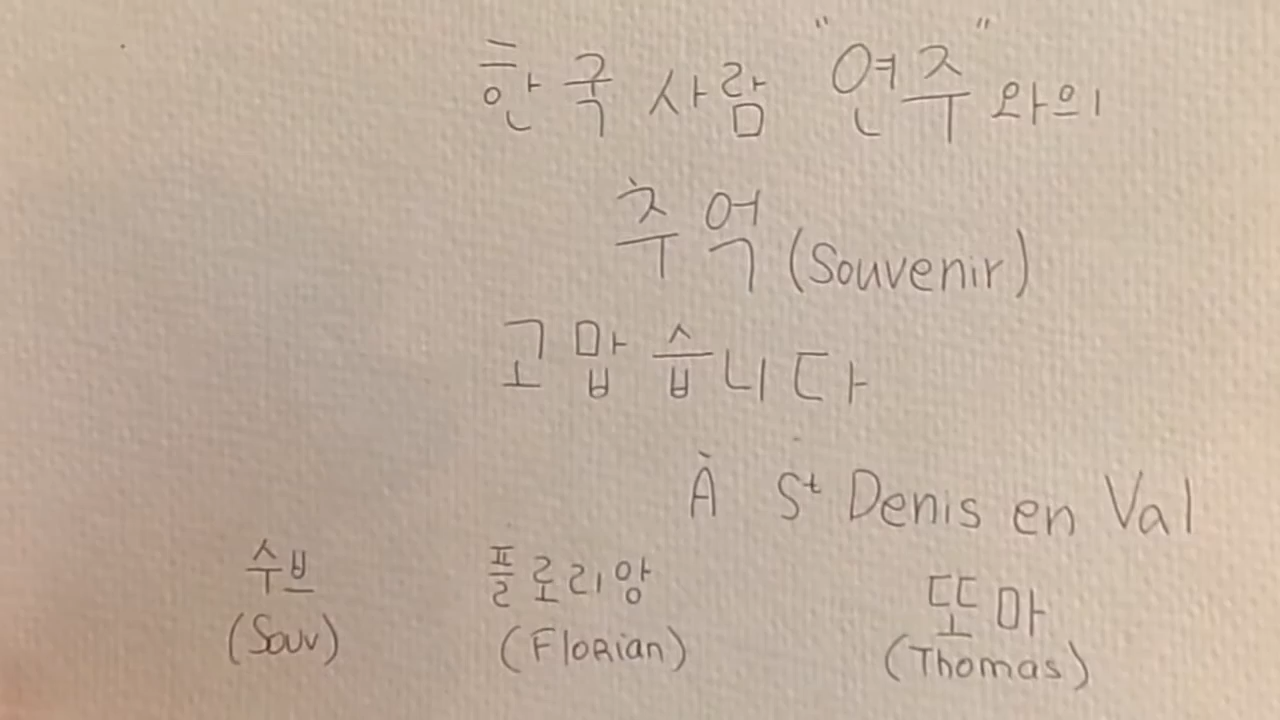 한국 사람 "연주"와의
추억 (Souvenir)
고맙습니다
À St Denis en Val
수브 플로리앙 또마
(Souv) (Florian) (Thomas)